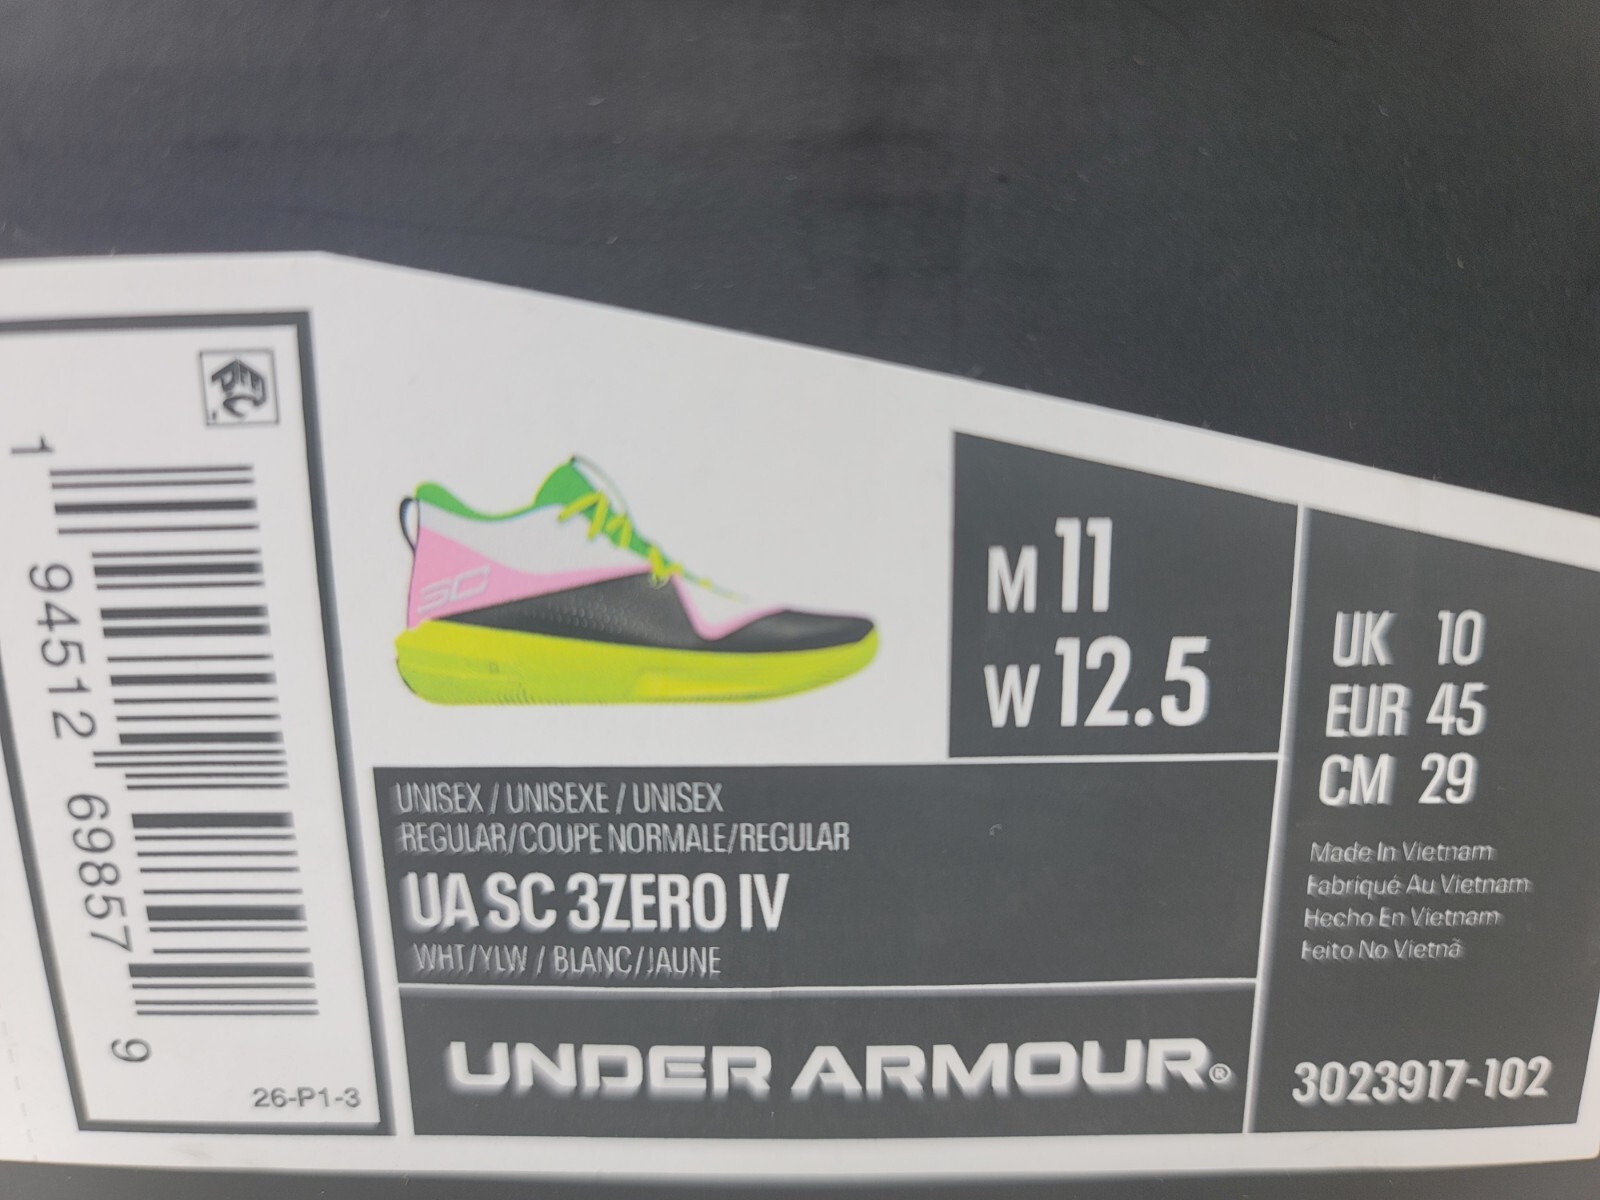 1 94512 69857 9
26-P1-3
SC
M 11
W 12.5
UK 10
EUR 45
CM 29
UNISEX / UNISEXE / UNISEX
REGULAR/COUPE NORMALE/REGULAR
UA SC 3ZERO IV
WHT/YLW / BLANC/JAUNE
Made In Vietnam
Fabriqué Au Vietnam
Hecho En Vietnam
Feito No Vietnã
UNDER ARMOUR®
3023917-102